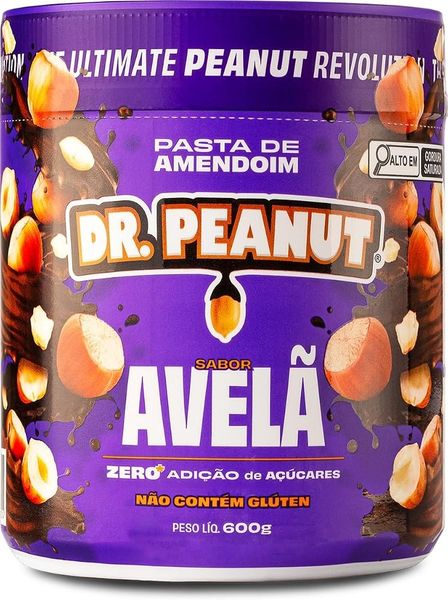 ULTIMATE PEANUT REVOLUTI
PASTA DE
AMENDOIM
ALTO EM
GORDURA
SATURADA
DR. PEANUT®
SABOR
AVELÃ
ZERO+ ADIÇÃO de AÇÚCARES
NÃO CONTÉM GLÚTEN
PESO LÍQ. 600g